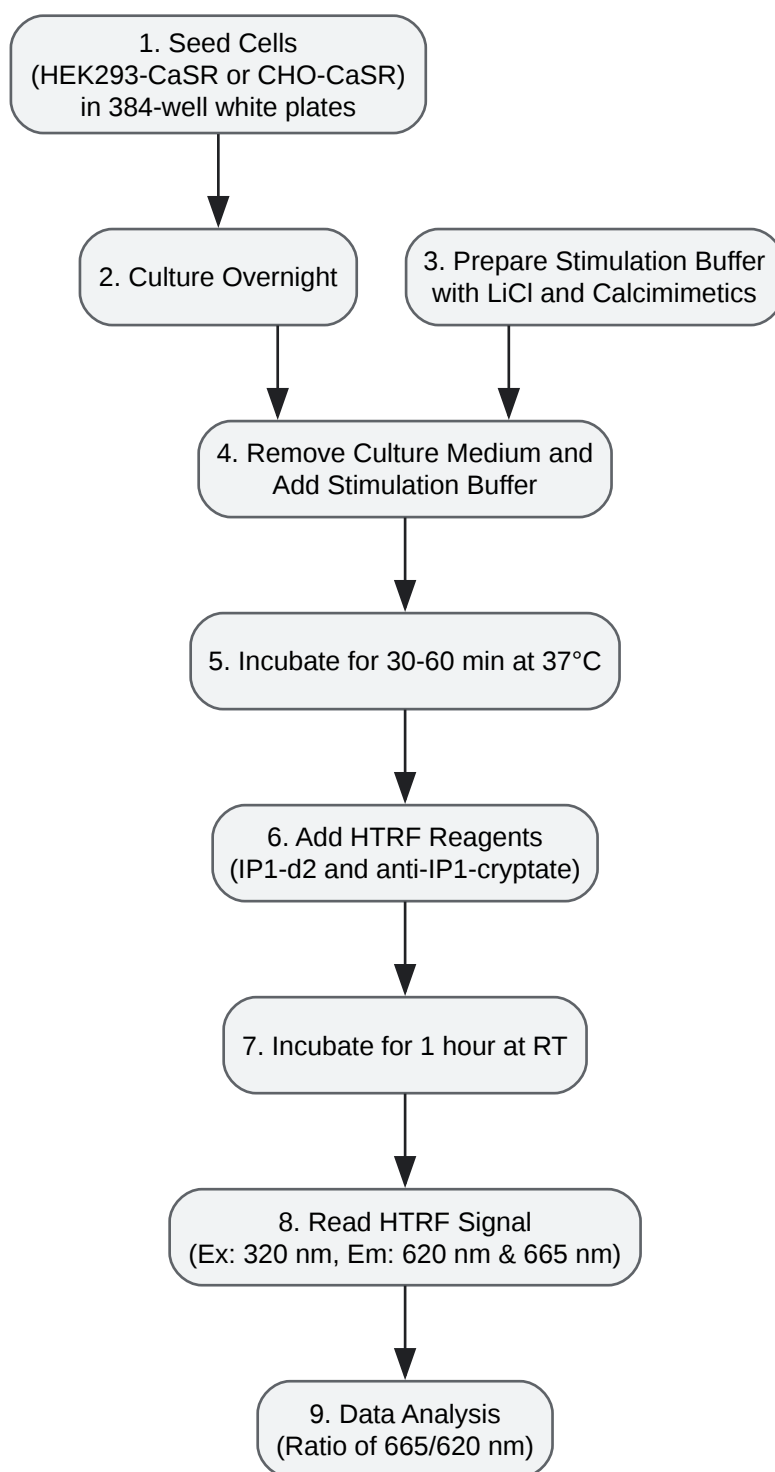 1. Seed Cells
(HEK293-CaSR or CHO-CaSR)
in 384-well white plates
2. Culture Overnight
3. Prepare Stimulation Buffer
with LiCl and Calcimimetics
4. Remove Culture Medium and
Add Stimulation Buffer
5. Incubate for 30-60 min at 37°C
6. Add HTRF Reagents
(IP1-d2 and anti-IP1-cryptate)
7. Incubate for 1 hour at RT
8. Read HTRF Signal
(Ex: 320 nm, Em: 620 nm & 665 nm)
9. Data Analysis
(Ratio of 665/620 nm)